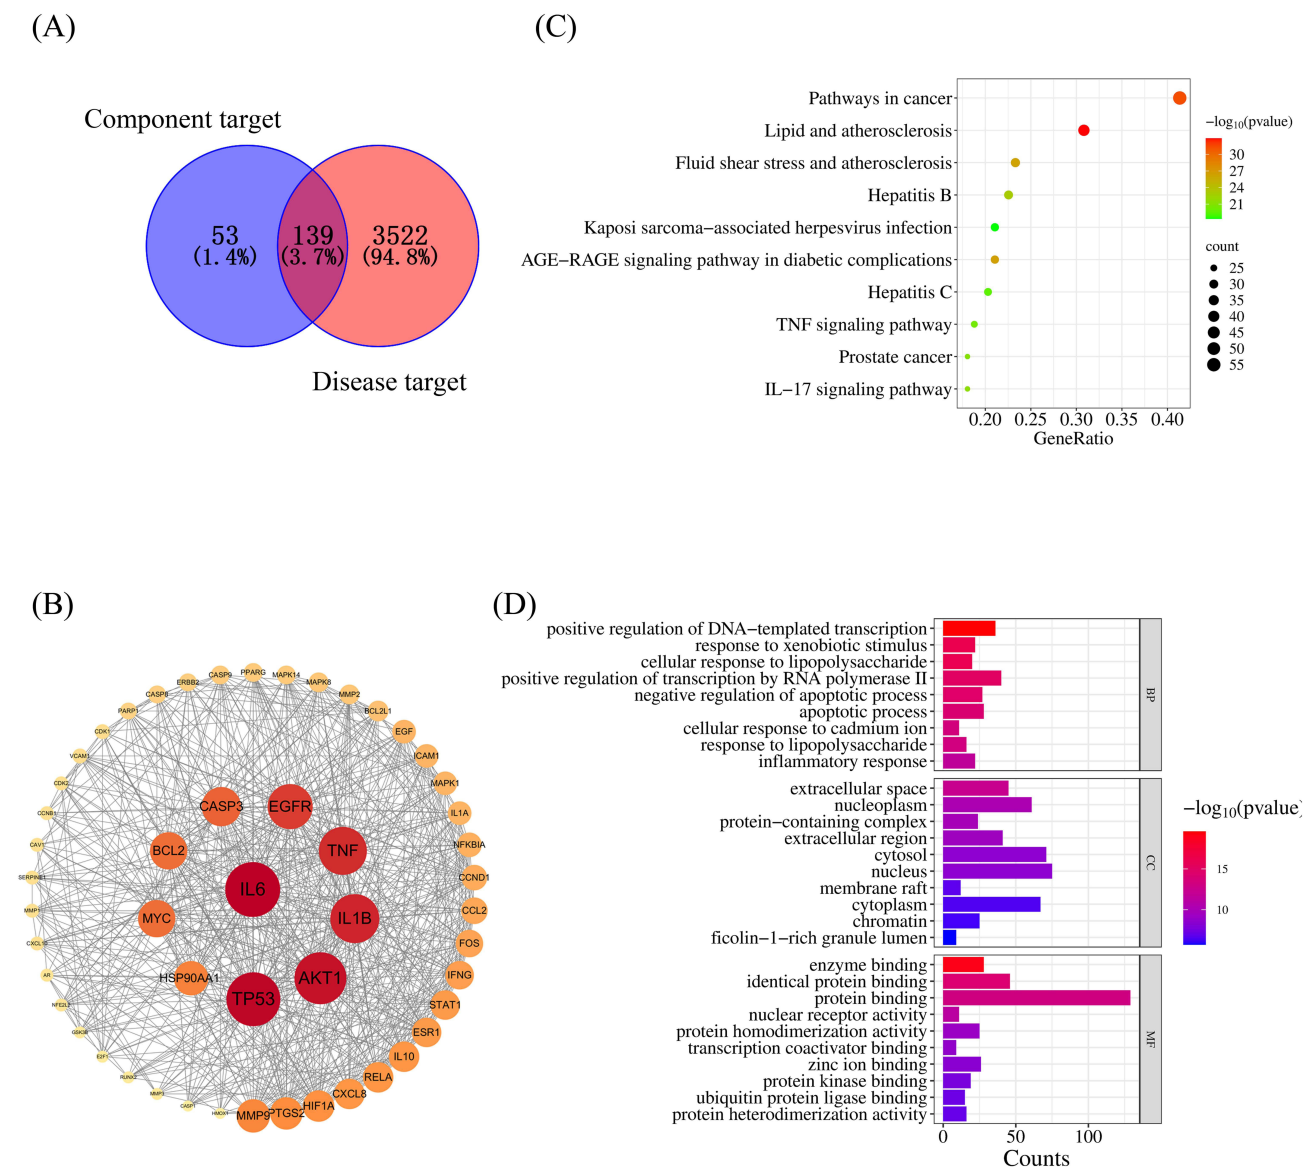 (A)
Component target
53
(1.4%)
139
(3.7%)
3522
(94.8%)
Disease target
(C)
Pathways in cancer
Lipid and atherosclerosis
Fluid shear stress and atherosclerosis
Hepatitis B
Kaposi sarcoma−associated herpesvirus infection
AGE−RAGE signaling pathway in diabetic complications
Hepatitis C
TNF signaling pathway
Prostate cancer
IL−17 signaling pathway
0.20 0.25 0.30 0.35 0.40
GeneRatio
−log10(pvalue)
30
27
24
21
count
25
30
35
40
45
50
55
(B)
PPARG
MAPK14
MAPK8
MMP2
BCL2L1
EGF
ICAM1
MAPK1
IL1A
NFKBIA
CCND1
CCL2
FOS
IFNG
STAT1
ESR1
IL10
RELA
CXCL8
HIF1A
PTGS2
MMP9
HMOX1
CASP1
MMP3
RUNX2
E2F1
GSK3B
NFE2L2
AR
CXCL10
MMP1
SERPINE1
CAV1
CCNB1
CDK2
VCAM1
CDK1
PARP1
CASP8
ERBB2
CASP9
CASP3
EGFR
TNF
BCL2
IL6
IL1B
MYC
HSP90AA1
AKT1
TP53
(D)
positive regulation of DNA−templated transcription
response to xenobiotic stimulus
cellular response to lipopolysaccharide
positive regulation of transcription by RNA polymerase II
negative regulation of apoptotic process
apoptotic process
cellular response to cadmium ion
response to lipopolysaccharide
inflammatory response
BP
extracellular space
nucleoplasm
protein−containing complex
extracellular region
cytosol
nucleus
membrane raft
cytoplasm
chromatin
ficolin−1−rich granule lumen
CC
enzyme binding
identical protein binding
protein binding
nuclear receptor activity
protein homodimerization activity
transcription coactivator binding
zinc ion binding
protein kinase binding
ubiquitin protein ligase binding
protein heterodimerization activity
MF
0 50 100
Counts
−log10(pvalue)
15
10